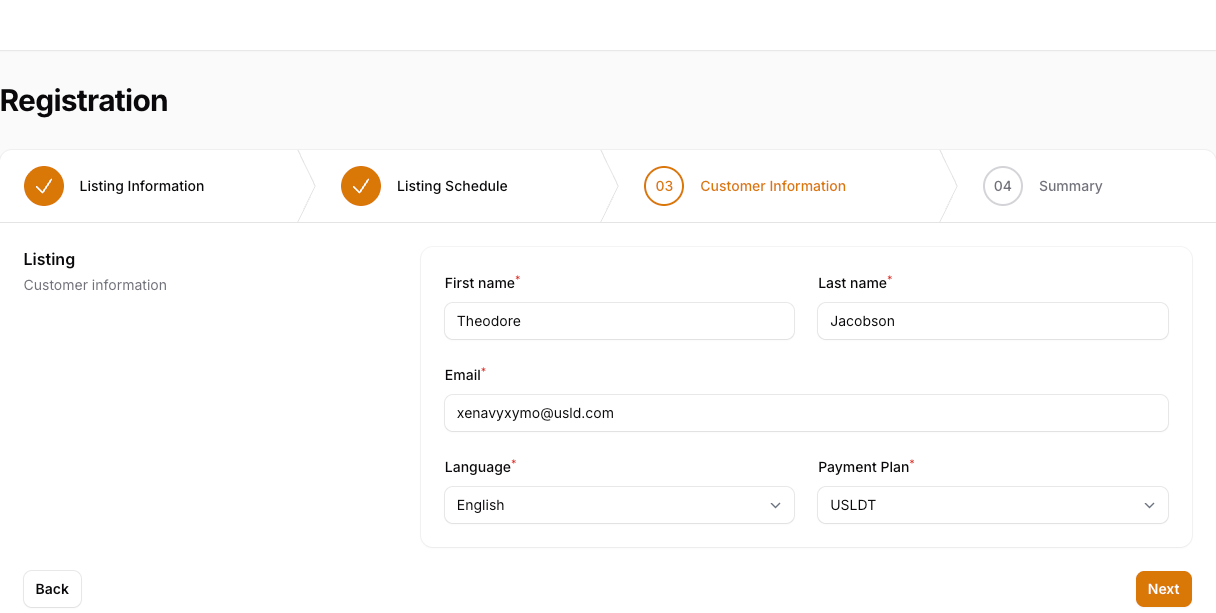 Registration
Listing Information
Listing Schedule
03 Customer Information
04 Summary
Listing
Customer information
First name* Last name*
Theodore Jacobson
Email*
xenavyxymo@usld.com
Language* Payment Plan*
English USLDT
Back Next